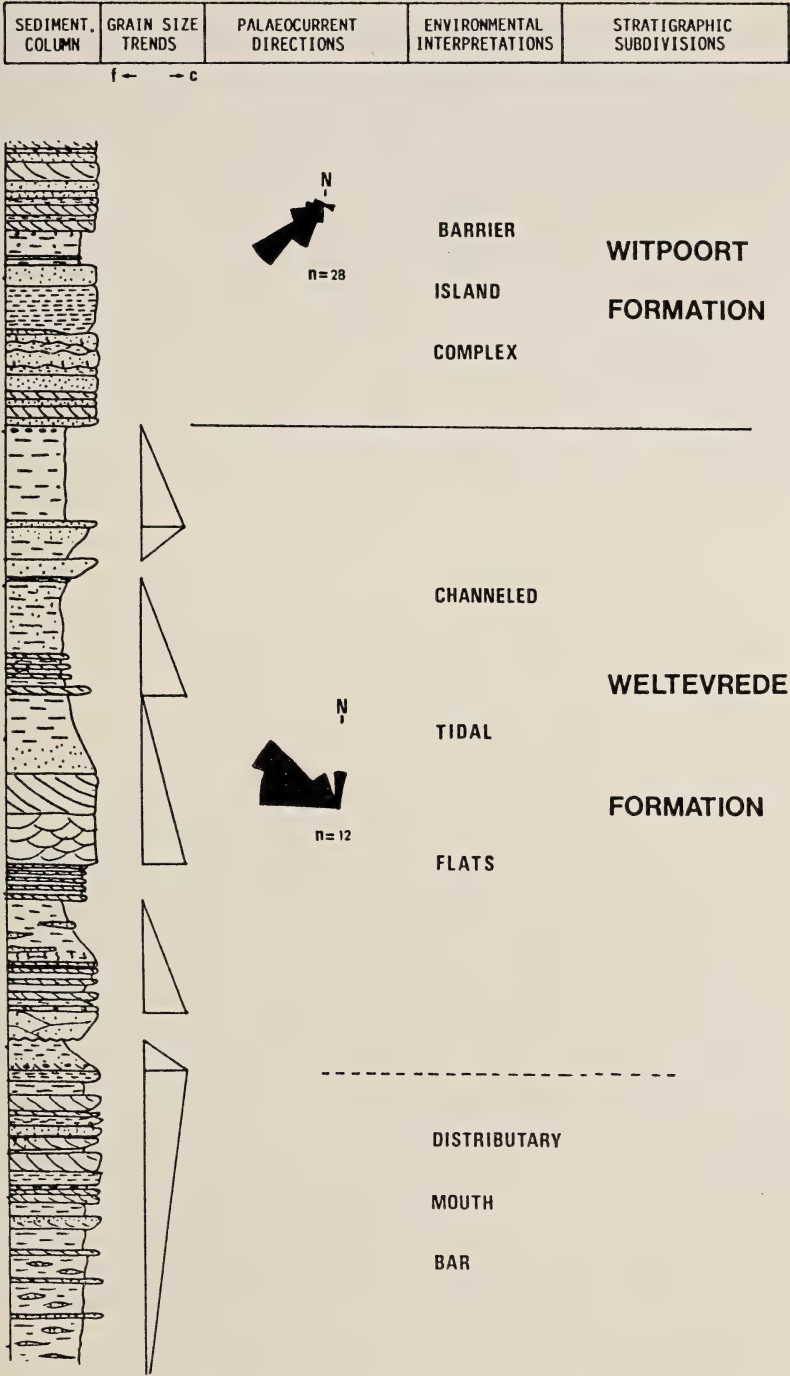 SEDIMENT. COLUMN
GRAIN SIZE TRENDS
PALAEOCURRENT DIRECTIONS
ENVIRONMENTAL INTERPRETATIONS
STRATIGRAPHIC SUBDIVISIONS
f ← → c
N
n=28
BARRIER
ISLAND
COMPLEX
WITPOORT
FORMATION
CHANNELED
TIDAL
FLATS
N
n=12
WELTEVREDE
FORMATION
DISTRIBUTARY
MOUTH
BAR